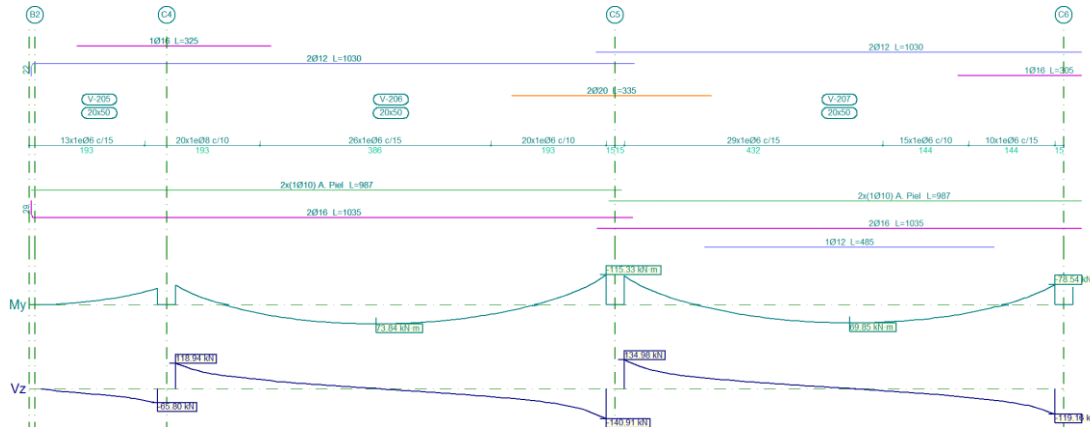 B2
C4
C5
C6
1Ø16 L=325
2Ø12 L=1030
2Ø12 L=1030
22
1Ø16 L=305
V-205
20x50
V-206
20x50
2Ø20 L=335
V-207
20x50
13x1eØ6 c/15
20x1eØ8 c/10
26x1eØ6 c/15
20x1eØ6 c/10
29x1eØ6 c/15
15x1eØ6 c/10
10x1eØ6 c/15
193
193
386
193
1515
432
144
144
15
2x(1Ø10) A. Piel L=987
2x(1Ø10) A. Piel L=987
29
2Ø16 L=1035
2Ø16 L=1035
1Ø12 L=485
My
-115.33 kN·m
-78.54 kN
73.84 kN·m
69.85 kN·m
Vz
118.94 kN
134.98 kN
-65.80 kN
-140.91 kN
-119.16 k